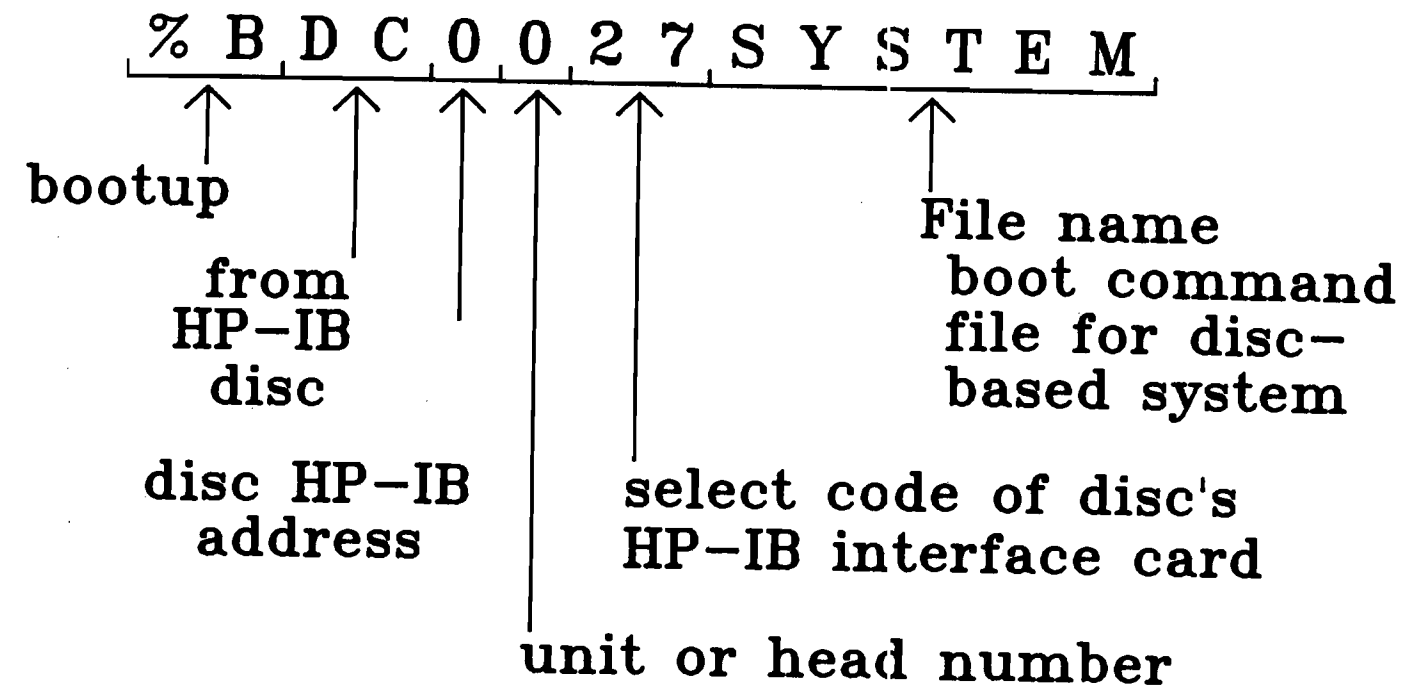 % B D C 0 0 2 7 S Y S T E M
bootup
from
HP-IB
disc
disc HP-IB
address
unit or head number
select code of disc's
HP-IB interface card
File name
boot command
file for disc-
based system